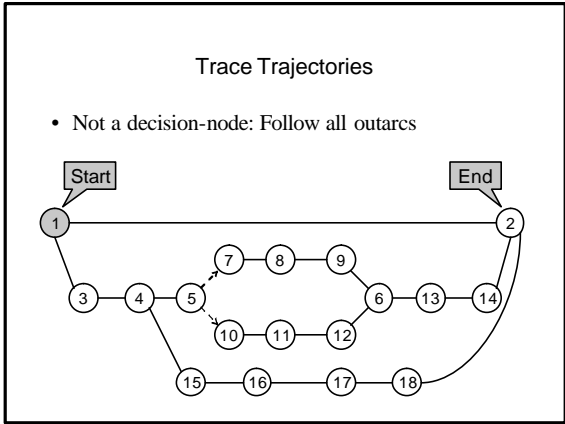 Trace Trajectories
• Not a decision-node: Follow all outarcs
Start End
1 2
7 8 9
3 4 5 6 13 14
10 11 12
15 16 17 18